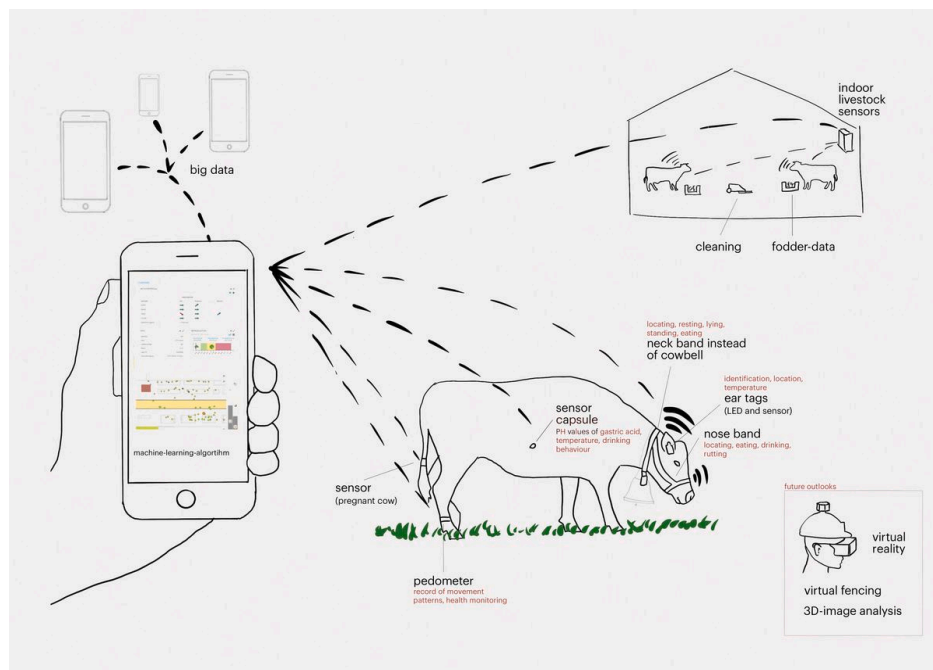 big data
indoor
livestock
sensors
cleaning
fodder-data
locating, resting, lying,
standing, eating
neck band instead
of cowbell
identification, location,
temperature
ear tags
(LED and sensor)
nose band
locating, eating, drinking,
rutting
sensor
capsule
PH values of gastric acid,
temperature, drinking
behaviour
machine-learning-algortihm
sensor
(pregnant cow)
pedometer
record of movement
patterns, health monitoring
future outlooks
virtual
reality
virtual fencing
3D-image analysis